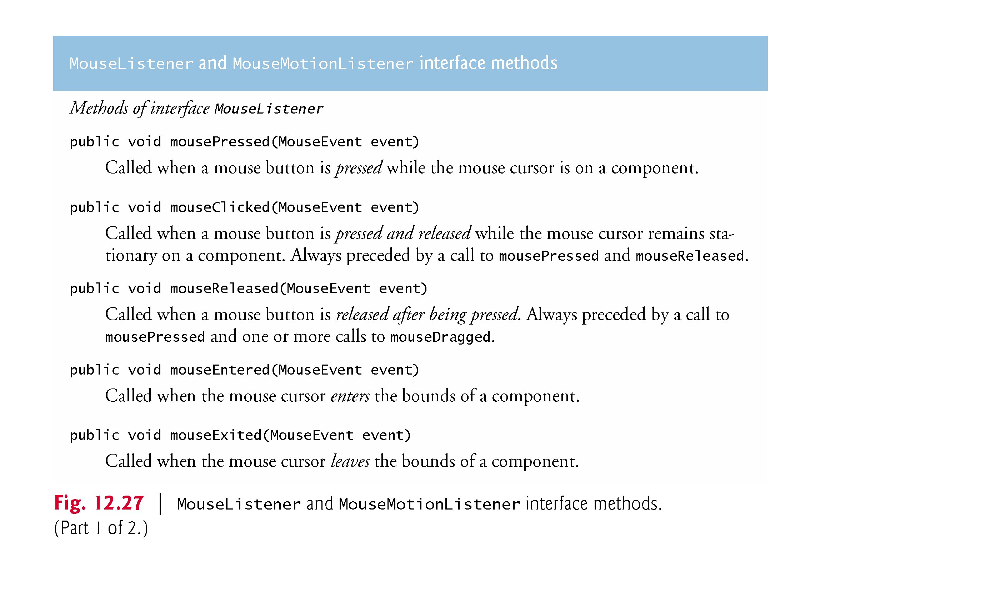 MouseListener and MouseMotionListener interface methods
Methods of interface MouseListener
public void mousePressed(MouseEvent event)
Called when a mouse button is pressed while the mouse cursor is on a component.
public void mouseClicked(MouseEvent event)
Called when a mouse button is pressed and released while the mouse cursor remains sta-
tionary on a component. Always preceded by a call to mousePressed and mouseReleased.
public void mouseReleased(MouseEvent event)
Called when a mouse button is released after being pressed. Always preceded by a call to
mousePressed and one or more calls to mouseDragged.
public void mouseEntered(MouseEvent event)
Called when the mouse cursor enters the bounds of a component.
public void mouseExited(MouseEvent event)
Called when the mouse cursor leaves the bounds of a component.
Fig. 12.27 | MouseListener and MouseMotionListener interface methods.
(Part 1 of 2.)